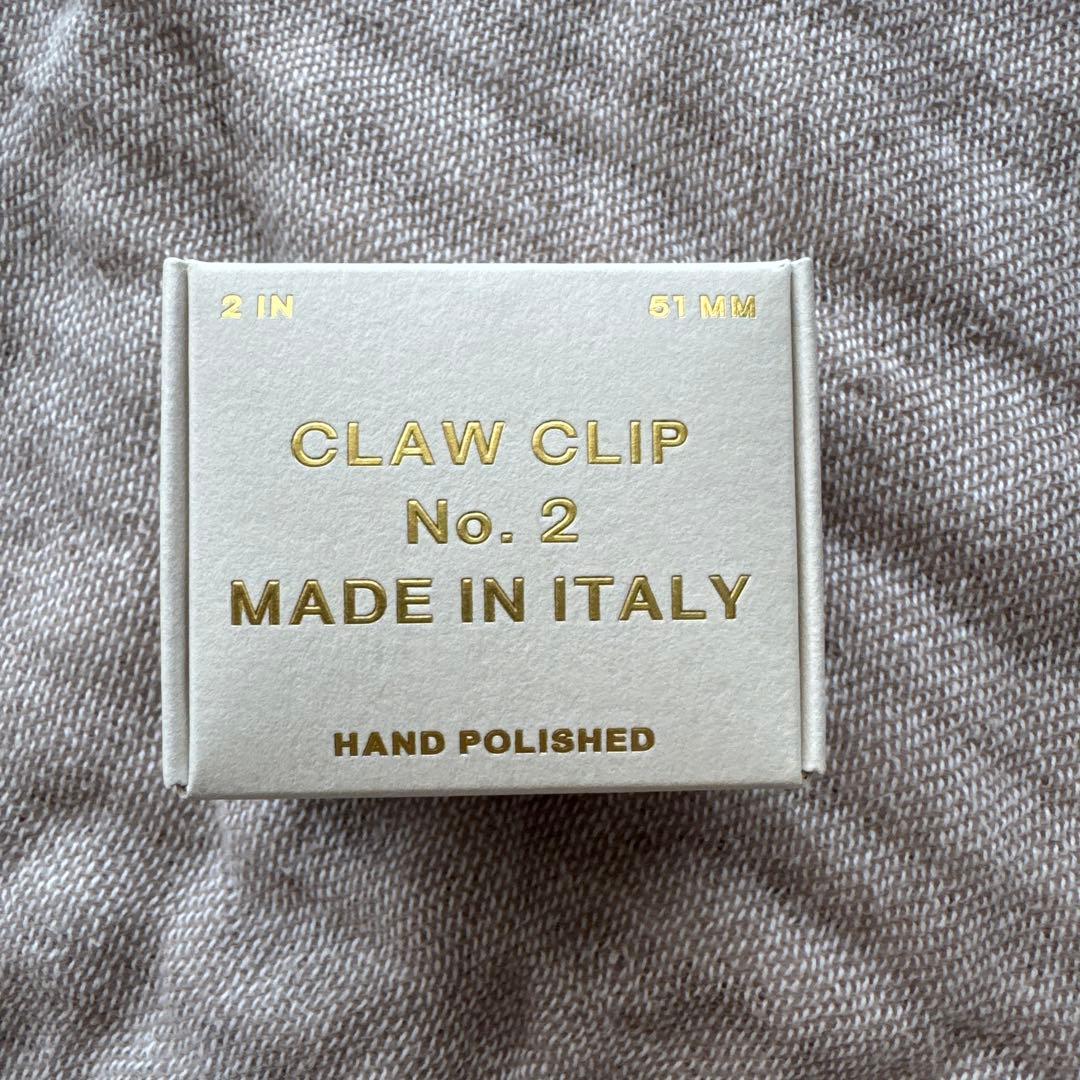 2 IN 51 MM
CLAW CLIP
No. 2
MADE IN ITALY
HAND POLISHED